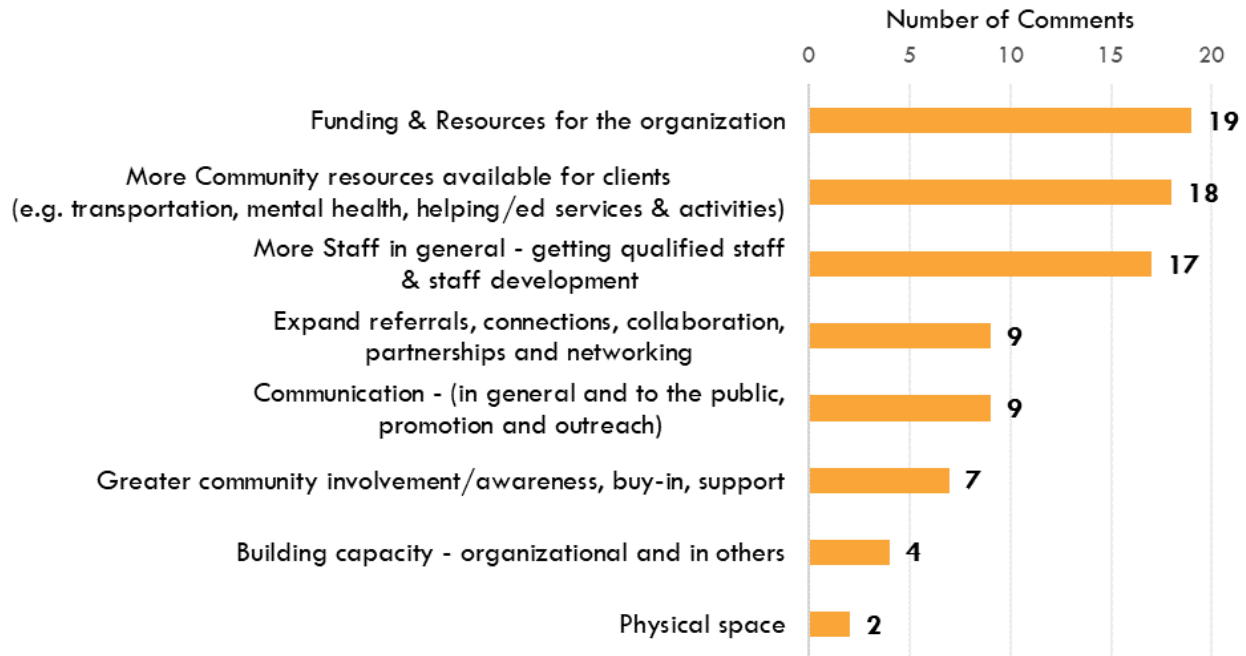 Number of Comments
0 5 10 15 20
Funding & Resources for the organization 19
More Community resources available for clients
(e.g. transportation, mental health, helping/ed services & activities) 18
More Staff in general - getting qualified staff
& staff development 17
Expand referrals, connections, collaboration,
partnerships and networking 9
Communication - (in general and to the public,
promotion and outreach) 9
Greater community involvement/awareness, buy-in, support 7
Building capacity - organizational and in others 4
Physical space 2